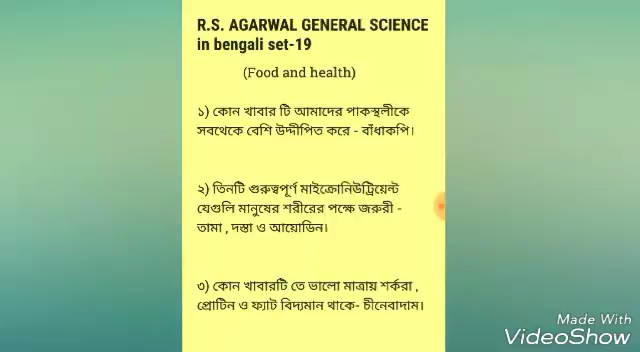 R.S. AGARWAL GENERAL SCIENCE
in bengali set-19
(Food and health)
১) কোন খাবার টি আমাদের পাকস্থলীকে
সবথেকে বেশি উদ্দীপিত করে - বাঁধাকপি।
২) তিনটি গুরুত্বপূর্ণ মাইক্রোনিউট্রিয়েন্ট
যেগুলি মানুষের শরীরের পক্ষে জরুরী -
তামা , দস্তা ও আয়োডিন।
৩) কোন খাবারটি তে ভালো মাত্রায় শর্করা ,
প্রোটিন ও ফ্যাট বিদ্যমান থাকে- চীনেবাদাম।
Made With
VideoShow